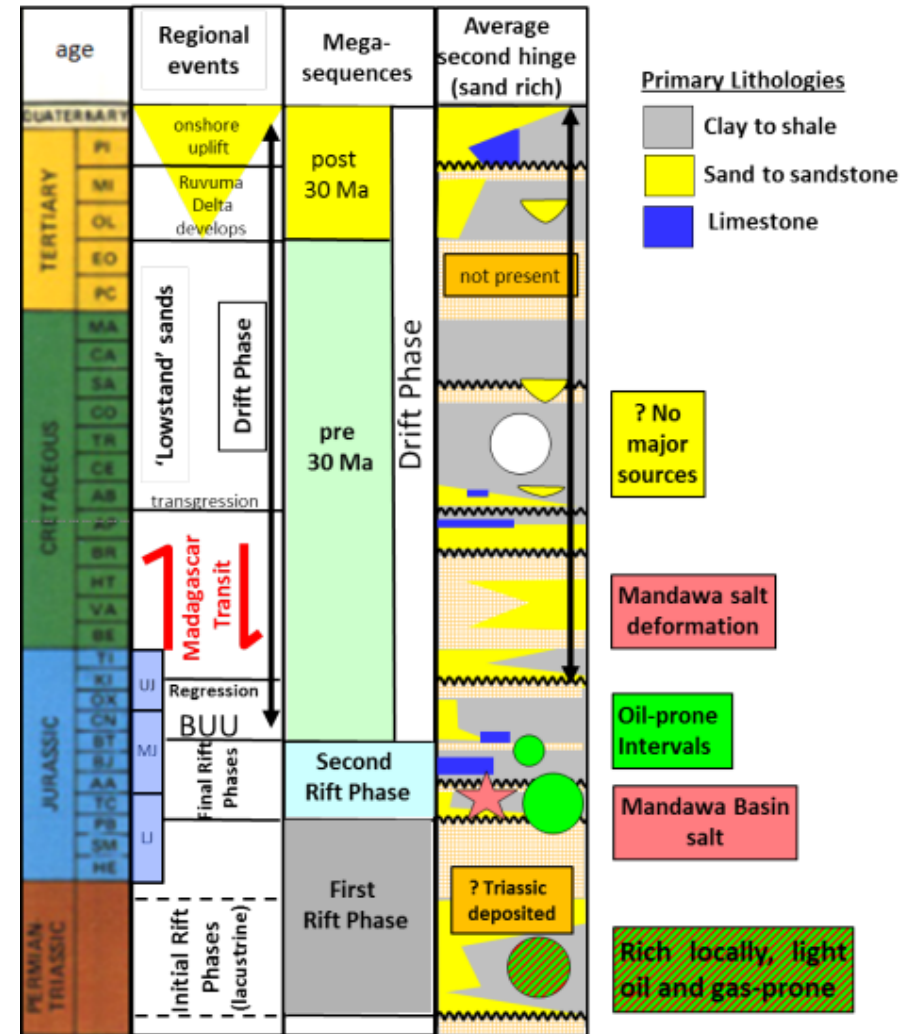 age
Regional
events
Mega-
sequences
Average
second hinge
(sand rich)
QUATERNARY
TERTIARY
PI
MI
OL
EO
PC
CRETACEOUS
MA
CA
SA
CO
TR
CE
AB
AP
BR
HT
VA
BE
JURASSIC
TI
KI
OX
CN
BT
BJ
AA
TC
PB
SM
HE
UJ
MJ
LJ
PERMIAN-
TRIASSIC
onshore
uplift
Ruvuma
Delta
develops
'Lowstand' sands
Drift Phase
transgression
Madagascar
Transit
Regression
BUU
Final Rift
Phases
Initial Rift
Phases
(lacustrine)
post
30 Ma
pre
30 Ma
Drift Phase
Second
Rift Phase
First
Rift Phase
not present
? Triassic
deposited
Primary Lithologies
Clay to shale
Sand to sandstone
Limestone
? No
major
sources
Mandawa salt
deformation
Oil-prone
Intervals
Mandawa Basin
salt
Rich locally, light
oil and gas-prone